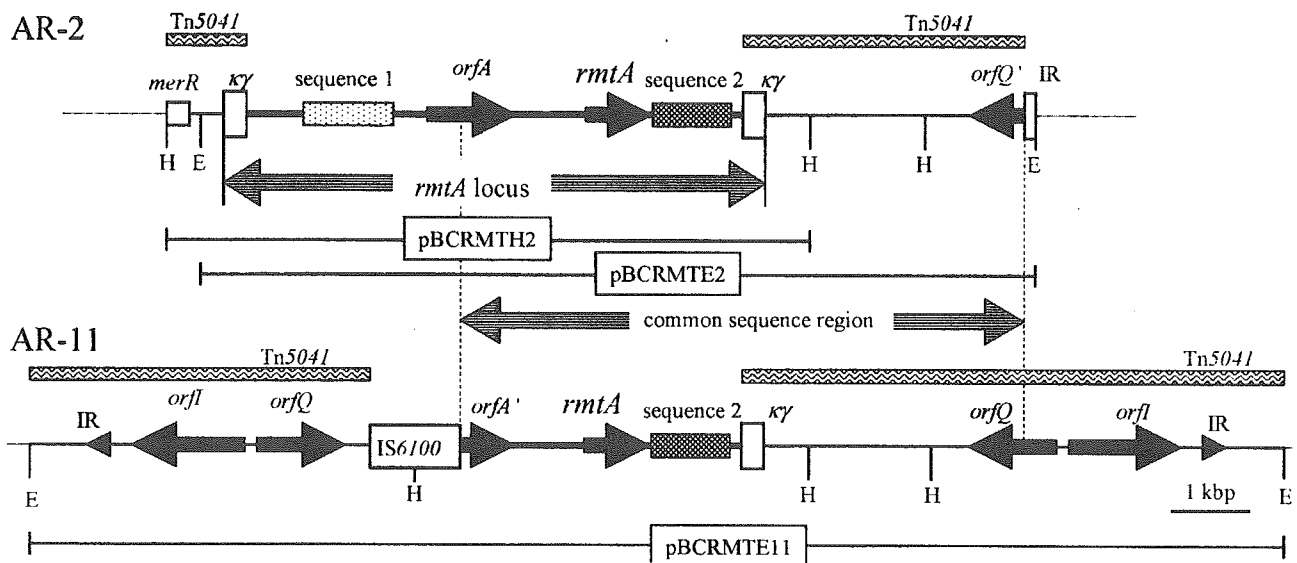 AR-2
Tn5041
Tn5041
merR κγ sequence 1 orfA rmtA sequence 2 κγ orfQ' IR
H E H H E
rmtA locus
pBCRMTH2
pBCRMTE2
common sequence region
AR-11
Tn5041
Tn5041
IR orfI orfQ IS6100 orfA' rmtA sequence 2 κγ orfQ orfI IR
E H H H E
1 kbp
pBCRMTE11